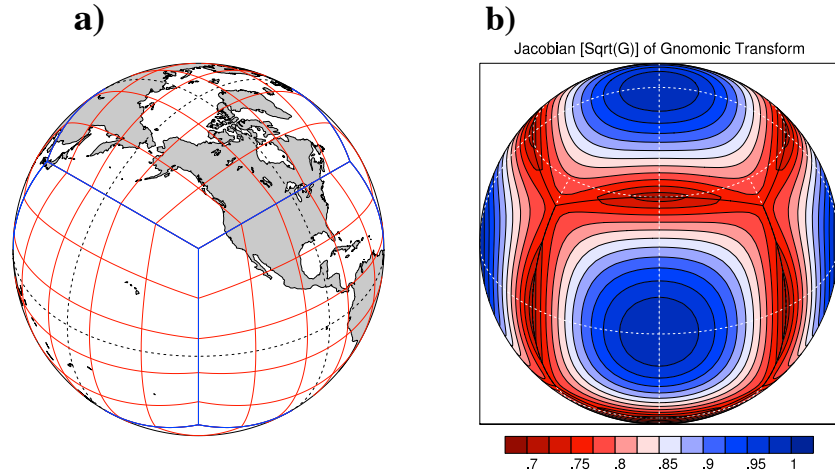 a)
b)
Jacobian [Sqrt(G)] of Gnomonic Transform
.7 .75 .8 .85 .9 .95 1